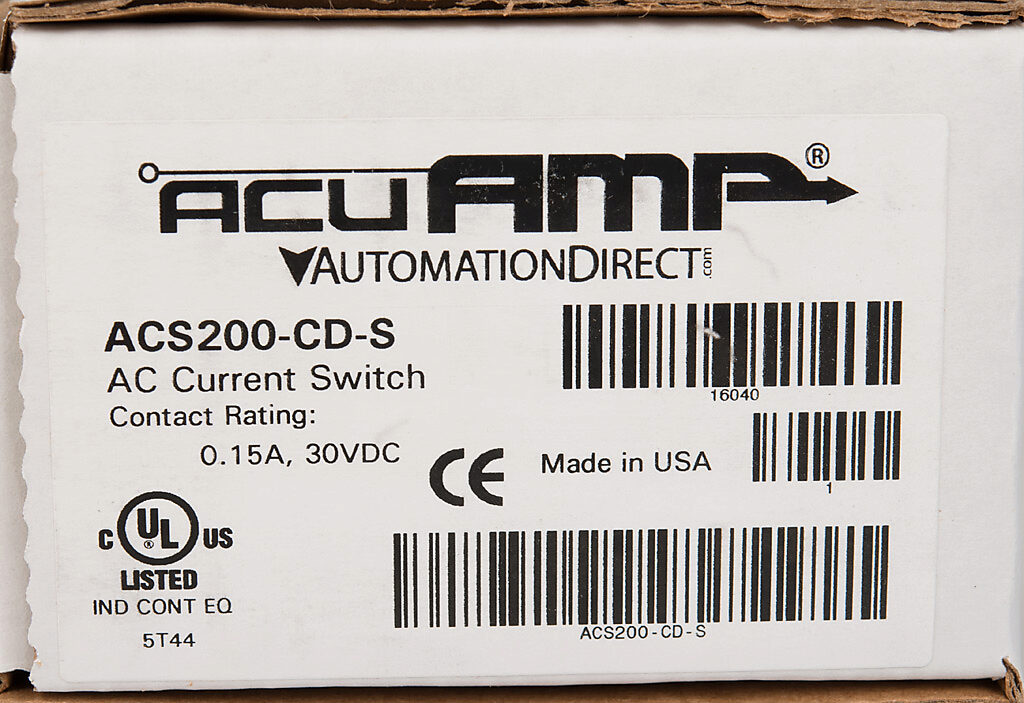 ACUAMP®
AUTOMATIONDIRECT.com
ACS200-CD-S
AC Current Switch
Contact Rating:
0.15A, 30VDC
16040
CE
Made in USA
1
C UL® US
LISTED
IND CONT EQ
5T44
ACS200-CD-S